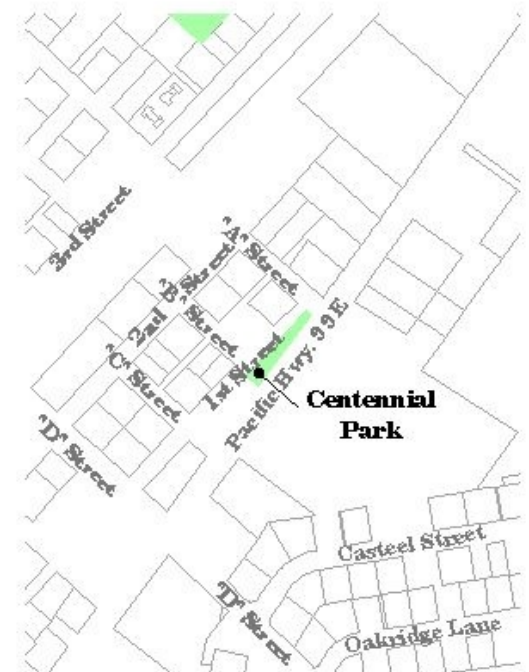 3rd Street
"A" Street
2nd Street
"B" Street
"C" Street
1st Street
Pacific Hwy. 99E
Centennial
Park
"D" Street
Casteel Street
"D" Street
Oakridge Lane